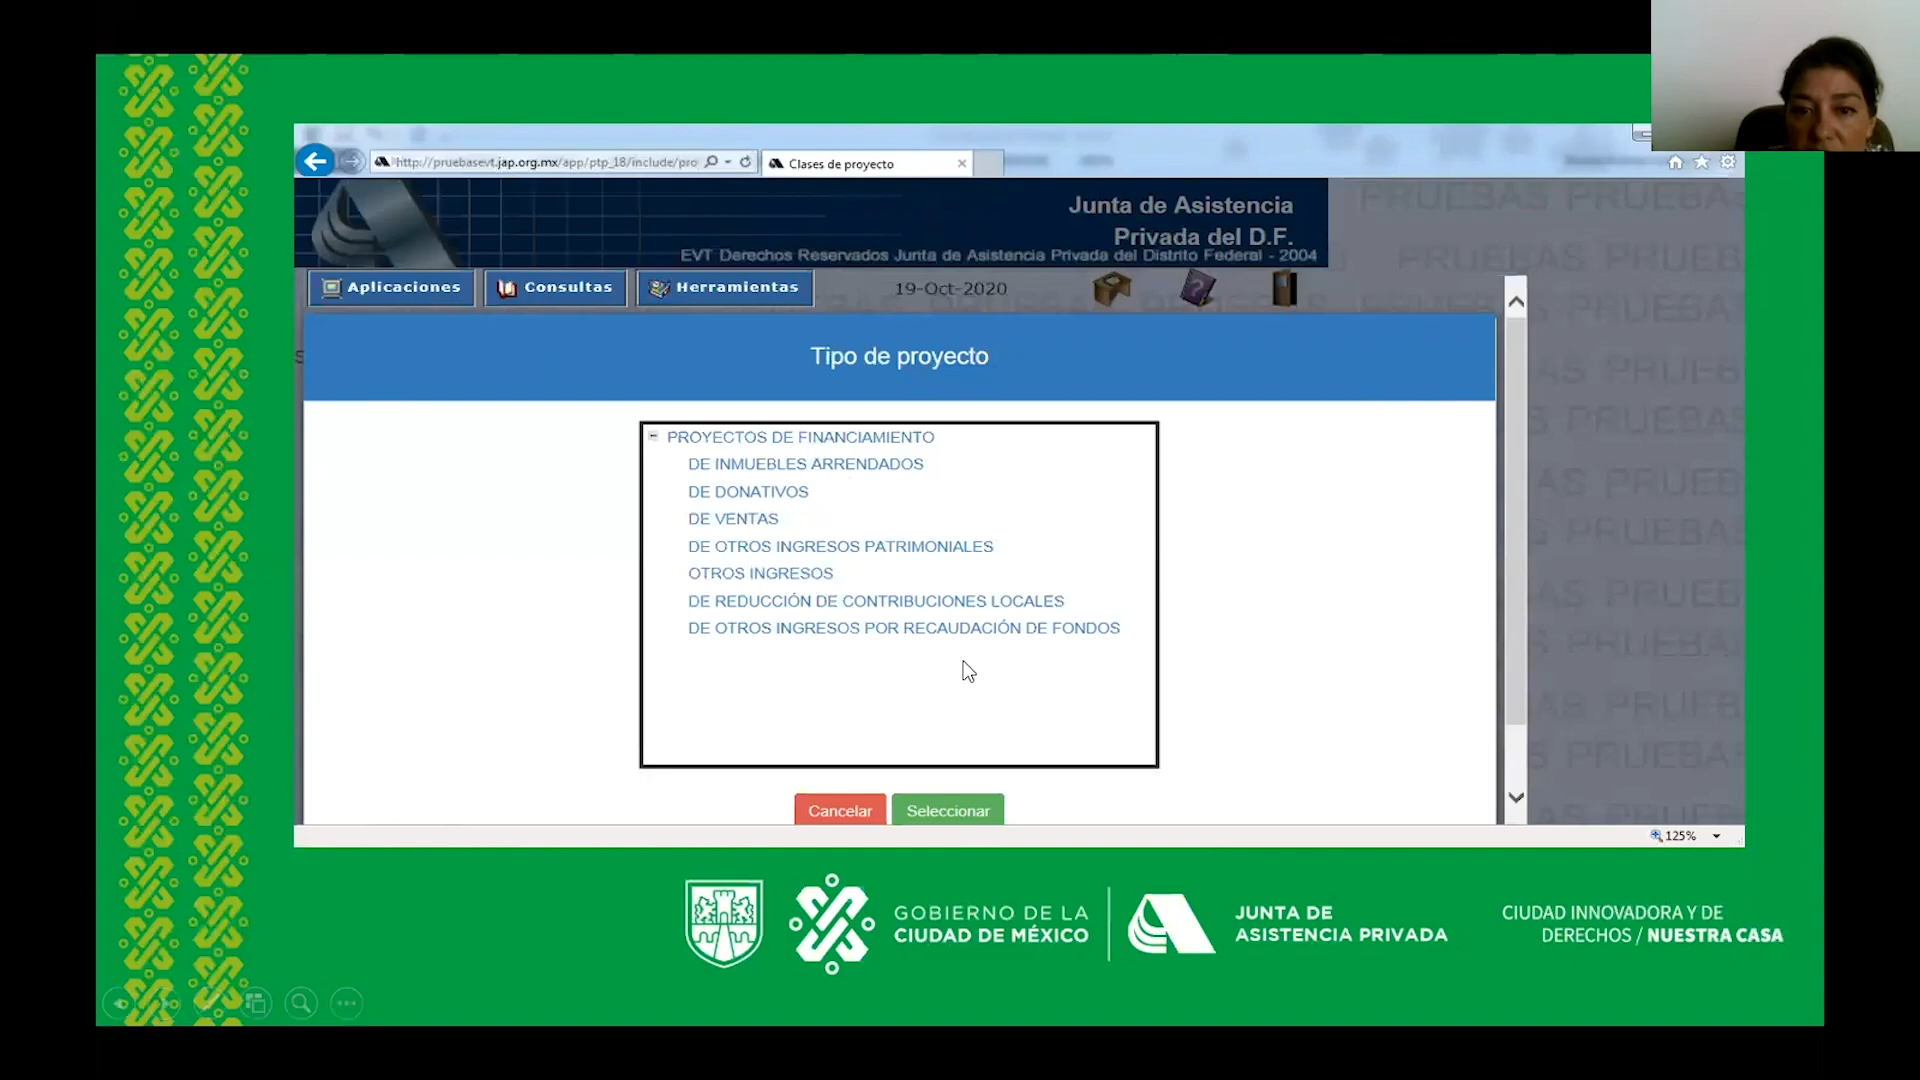 http://pruebasevt.jap.org.mx/app/ptp_18/include/pro
Clases de proyecto
Junta de Asistencia
Privada del D.F.
EVT Derechos Reservados Junta de Asistencia Privada del Distrito Federal - 2004
PRUEBAS PRUEBAS
Aplicaciones
Consultas
Herramientas
19-Oct-2020
Tipo de proyecto
PROYECTOS DE FINANCIAMIENTO
DE INMUEBLES ARRENDADOS
DE DONATIVOS
DE VENTAS
DE OTROS INGRESOS PATRIMONIALES
OTROS INGRESOS
DE REDUCCIÓN DE CONTRIBUCIONES LOCALES
DE OTROS INGRESOS POR RECAUDACIÓN DE FONDOS
Cancelar
Seleccionar
125%
GOBIERNO DE LA
CIUDAD DE MÉXICO
JUNTA DE
ASISTENCIA PRIVADA
CIUDAD INNOVADORA Y DE
DERECHOS / NUESTRA CASA